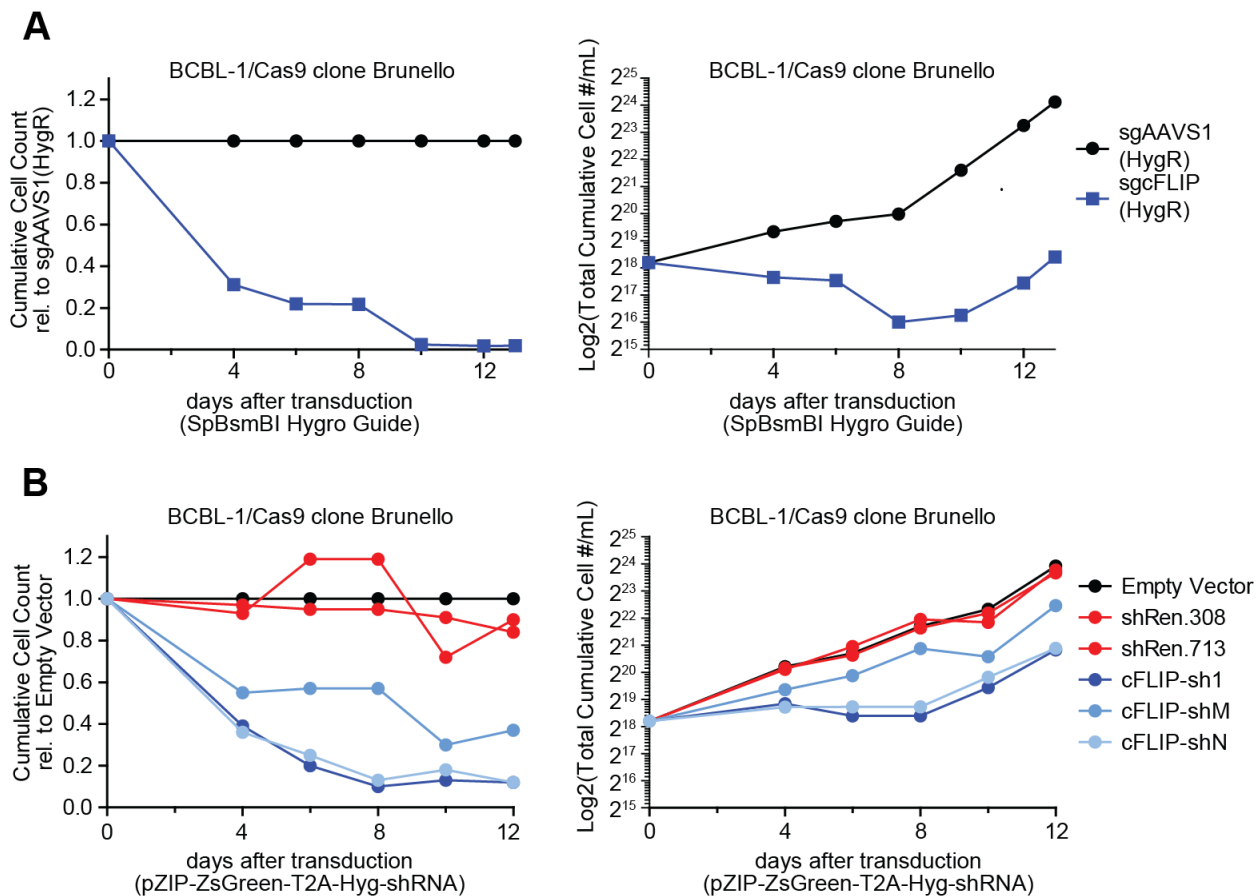 A
BCBL-1/Cas9 clone Brunello
Cumulative Cell Count
rel. to sgAAVS1(HygR)
1.2
1.0
0.8
0.6
0.4
0.2
0.0
0 4 8 12
days after transduction
(SpBsmBI Hygro Guide)
BCBL-1/Cas9 clone Brunello
Log2(Total Cumulative Cell #/mL)
2^25
2^24
2^23
2^22
2^21
2^20
2^19
2^18
2^17
2^16
2^15
0 4 8 12
days after transduction
(SpBsmBI Hygro Guide)
sgAAVS1
(HygR)
sgcFLIP
(HygR)
B
BCBL-1/Cas9 clone Brunello
Cumulative Cell Count
rel. to Empty Vector
1.2
1.0
0.8
0.6
0.4
0.2
0.0
0 4 8 12
days after transduction
(pZIP-ZsGreen-T2A-Hyg-shRNA)
BCBL-1/Cas9 clone Brunello
Log2(Total Cumulative Cell #/mL)
2^25
2^24
2^23
2^22
2^21
2^20
2^19
2^18
2^17
2^16
2^15
0 4 8 12
days after transduction
(pZIP-ZsGreen-T2A-Hyg-shRNA)
Empty Vector
shRen.308
shRen.713
cFLIP-sh1
cFLIP-shM
cFLIP-shN